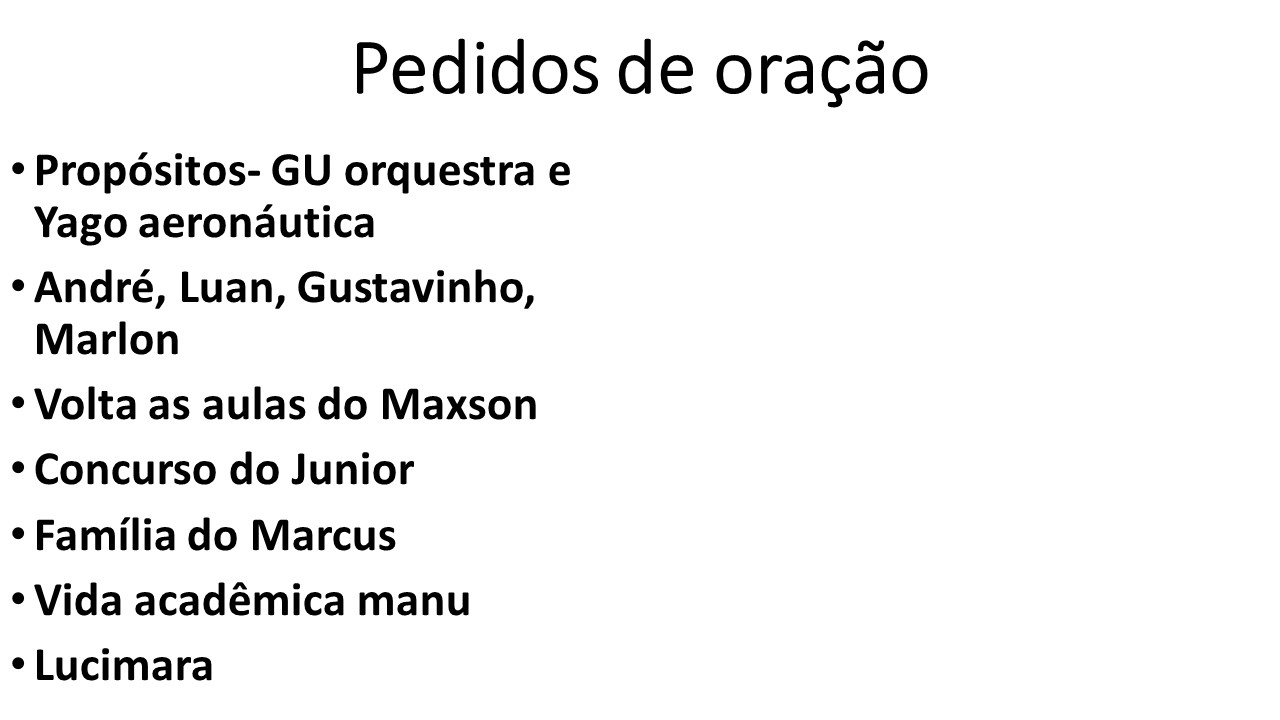 Pedidos de oração
• Propósitos- GU orquestra e
Yago aeronáutica
• André, Luan, Gustavinho,
Marlon
• Volta as aulas do Maxson
• Concurso do Junior
• Família do Marcus
• Vida acadêmica manu
• Lucimara